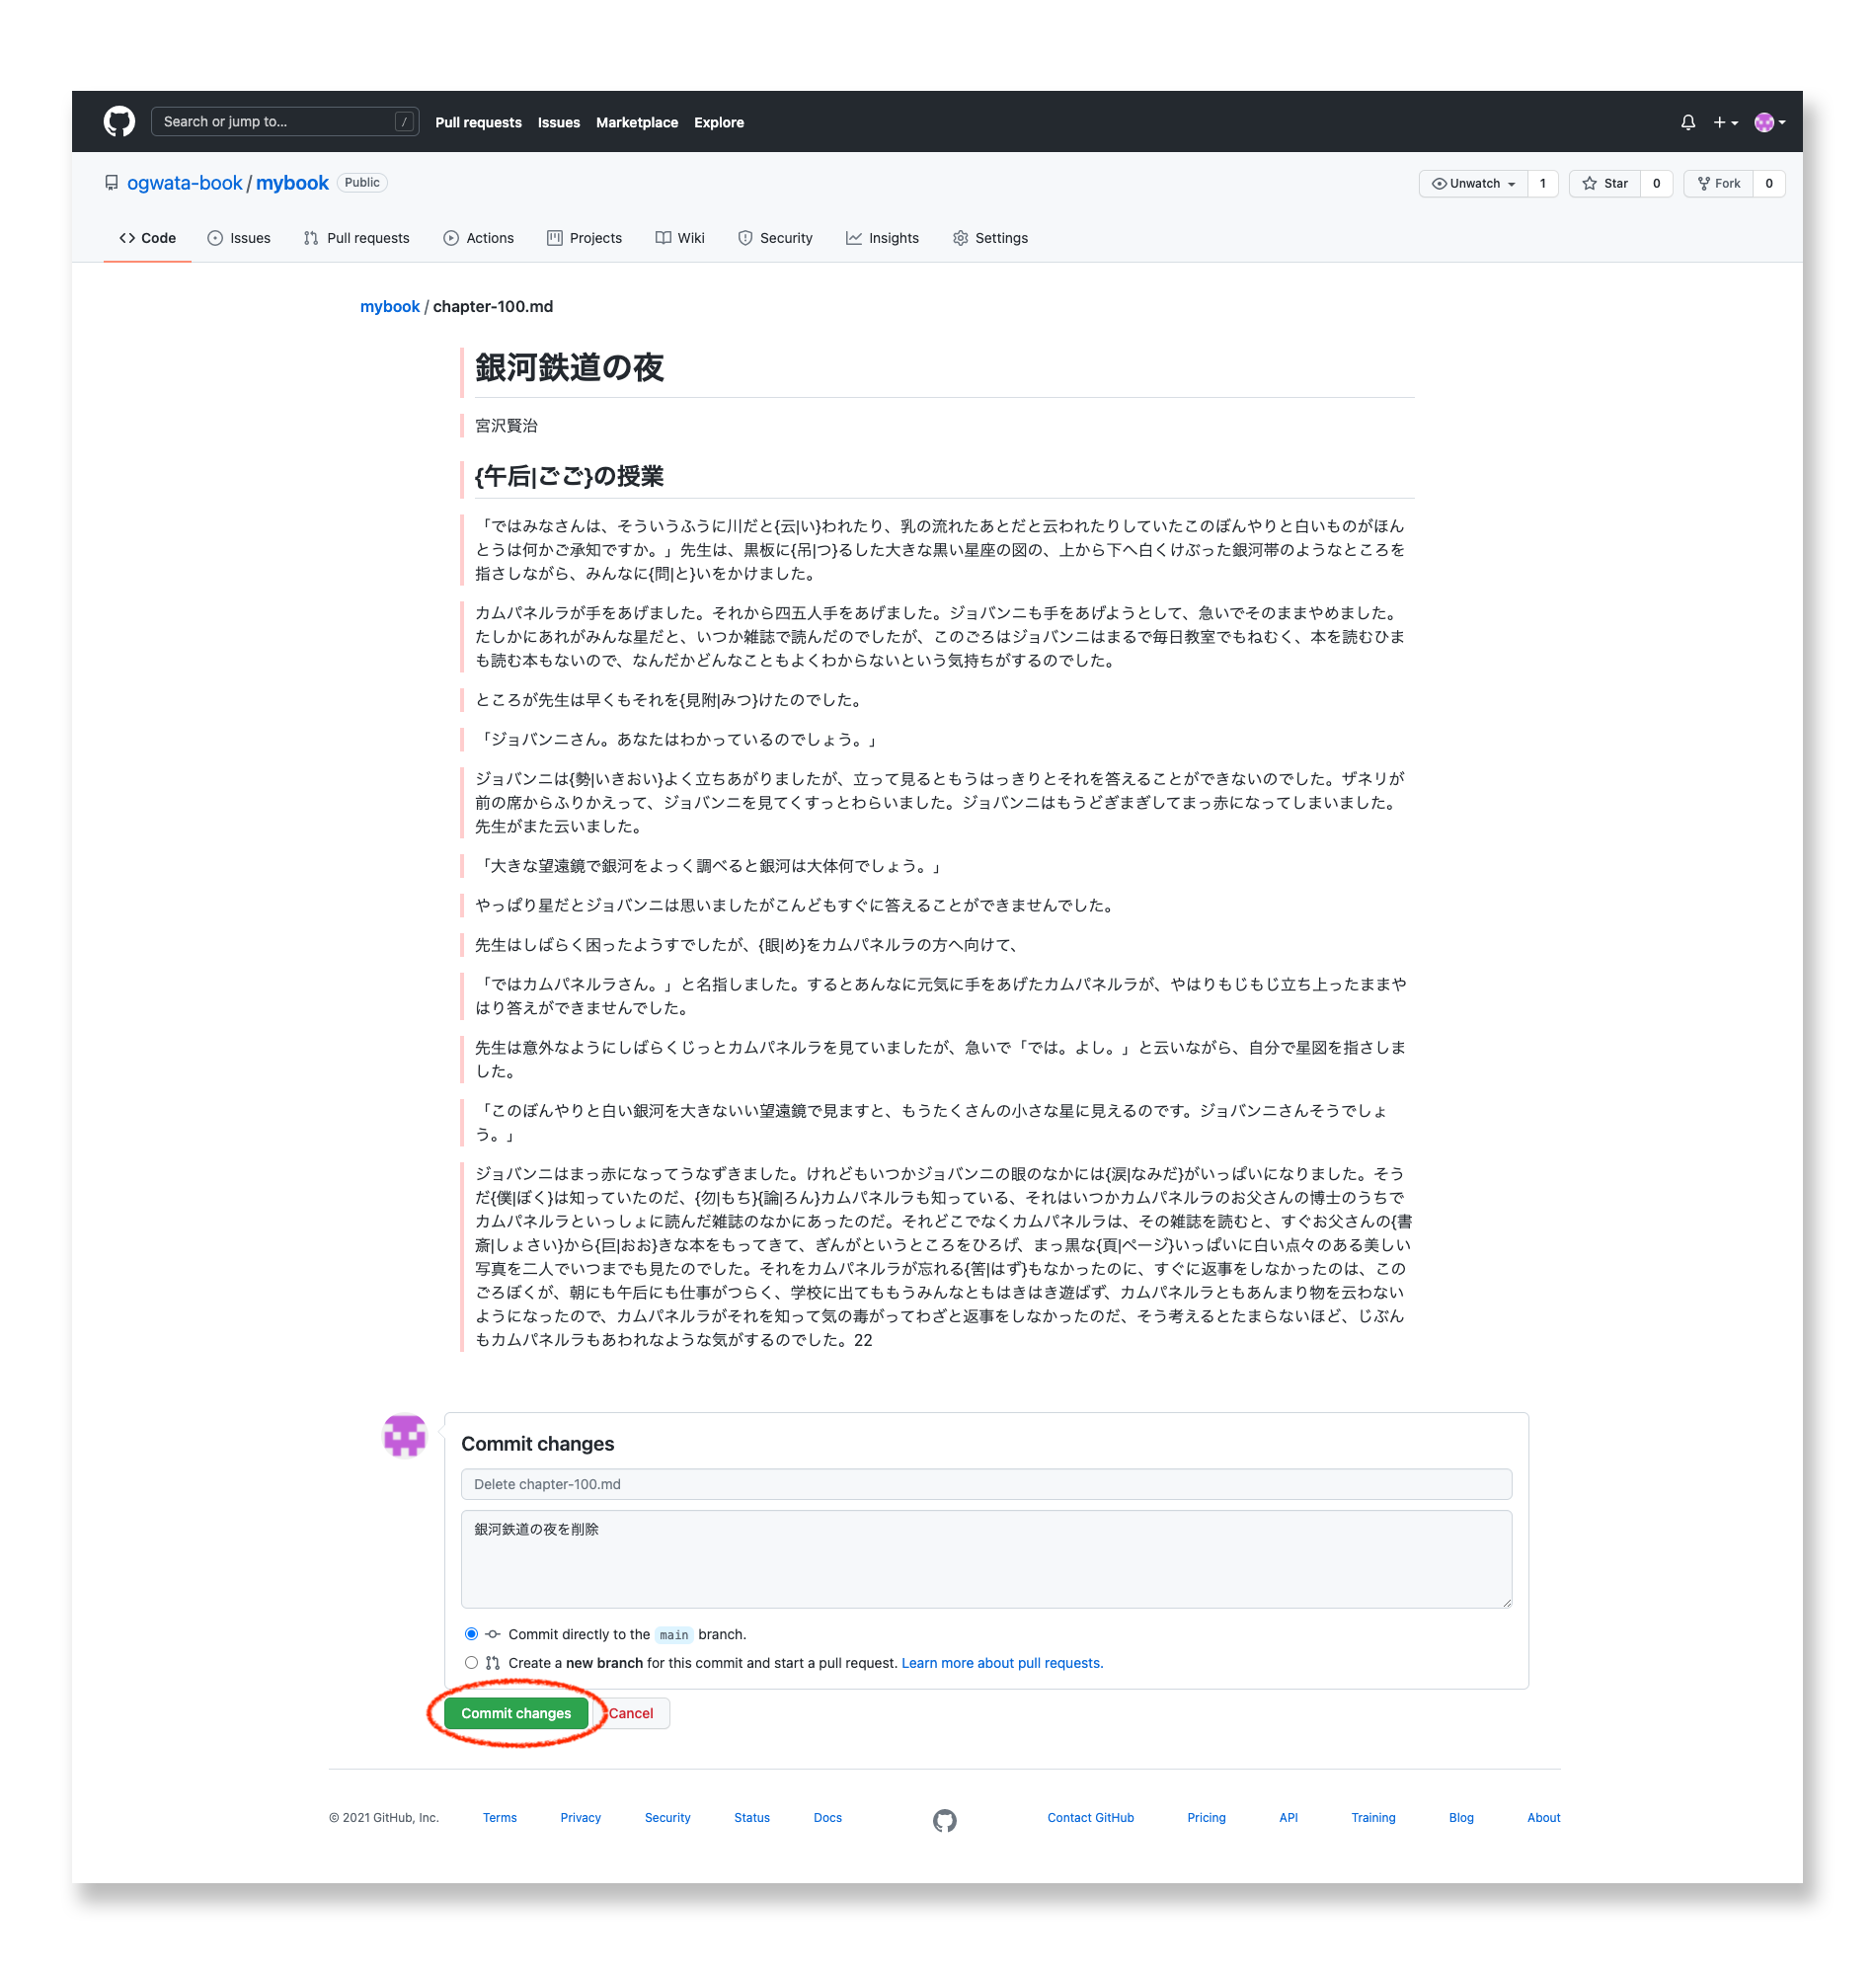 Search or jump to... /
Pull requests Issues Marketplace Explore
ogwata-book / mybook Public
Unwatch 1 Star 0 Fork 0
Code Issues Pull requests Actions Projects Wiki Security Insights Settings
mybook / chapter-100.md
銀河鉄道の夜
宮沢賢治
{午后|ごご}の授業
「ではみなさんは、そういうふうに川だと{云|い}われたり、乳の流れたあとだと云われたりしていたこのぼんやりと白いものがほん
とうは何かご承知ですか。」先生は、黒板に{吊|つ}るした大きな黒い星座の図の、上から下へ白くけぶった銀河帯のようなところを
指さしながら、みんなに{問|と}いをかけました。
カムパネルラが手をあげました。それから四五人手をあげました。ジョバンニも手をあげようとして、急いでそのままやめました。
たしかにあれがみんな星だと、いつか雑誌で読んだのでしたが、このごろはジョバンニはまるで毎日教室でもねむく、本を読むひま
も読む本もないので、なんだかどんなこともよくわからないという気持ちがするのでした。
ところが先生は早くもそれを{見附|みつ}けたのでした。
「ジョバンニさん。あなたはわかっているのでしょう。」
ジョバンニは{勢|いきおい}よく立ちあがりましたが、立って見るともうはっきりとそれを答えることができないのでした。ザネリが
前の席からふりかえって、ジョバンニを見てくすっとわらいました。ジョバンニはもうどぎまぎしてまっ赤になってしまいました。
先生がまた云いました。
「大きな望遠鏡で銀河をよっく調べると銀河は大体何でしょう。」
やっぱり星だとジョバンニは思いましたがこんどもすぐに答えることができませんでした。
先生はしばらく困ったようすでしたが、{眼|め}をカムパネルラの方へ向けて、
「ではカムパネルラさん。」と名指しました。するとあんなに元気に手をあげたカムパネルラが、やはりもじもじ立ち上ったままや
はり答えができませんでした。
先生は意外なようにしばらくじっとカムパネルラを見ていましたが、急いで「では。よし。」と云いながら、自分で星図を指さしま
した。
「このぼんやりと白い銀河を大きないい望遠鏡で見ますと、もうたくさんの小さな星に見えるのです。ジョバンニさんそうでしょ
う。」
ジョバンニはまっ赤になってうなずきました。けれどもいつかジョバンニの眼のなかには{涙|なみだ}がいっぱいになりました。そう
だ{僕|ぼく}は知っていたのだ、{勿|もち}{論|ろん}カムパネルラも知っている、それはいつかカムパネルラのお父さんの博士のうちで
カムパネルラといっしょに読んだ雑誌のなかにあったのだ。それどこでなくカムパネルラは、その雑誌を読むと、すぐお父さんの{書
斎|しょさい}から{巨|おお}きな本をもってきて、ぎんがというところをひろげ、まっ黒な{頁|ページ}いっぱいに白い点々のある美しい
写真を二人でいつまでも見たのでした。それをカムパネルラが忘れる{筈|はず}もなかったのに、すぐに返事をしなかったのは、この
ごろぼくが、朝にも午后にも仕事がつらく、学校に出てももうみんなともはきはき遊ばず、カムパネルラともあんまり物を云わない
ようになったので、カムパネルラがそれを知って気の毒がってわざと返事をしなかったのだ、そう考えるとたまらないほど、じぶん
もカムパネルラもあわれなような気がするのでした。22
Commit changes
Delete chapter-100.md
銀河鉄道の夜を削除
Commit directly to the main branch.
Create a new branch for this commit and start a pull request. Learn more about pull requests.
Commit changes Cancel
© 2021 GitHub, Inc. Terms Privacy Security Status Docs Contact GitHub Pricing API Training Blog About